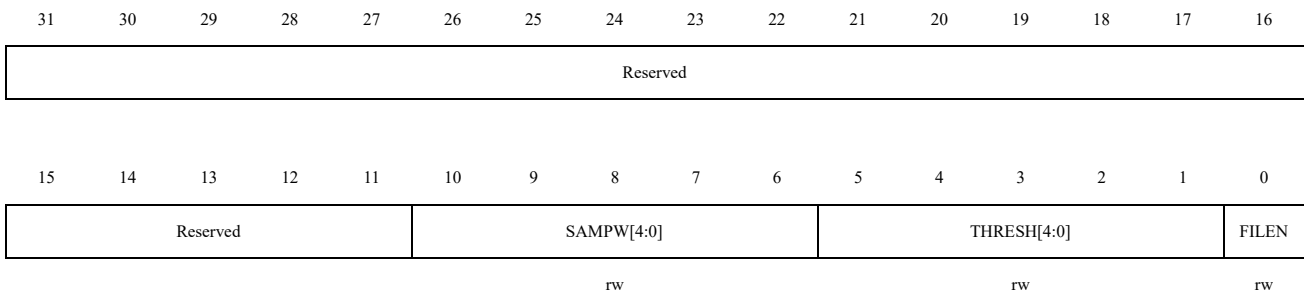 31 30 29 28 27 26 25 24 23 22 21 20 19 18 17 16
Reserved
15 14 13 12 11 10 9 8 7 6 5 4 3 2 1 0
Reserved SAMPW[4:0] THRESH[4:0] FILEN
rw rw rw